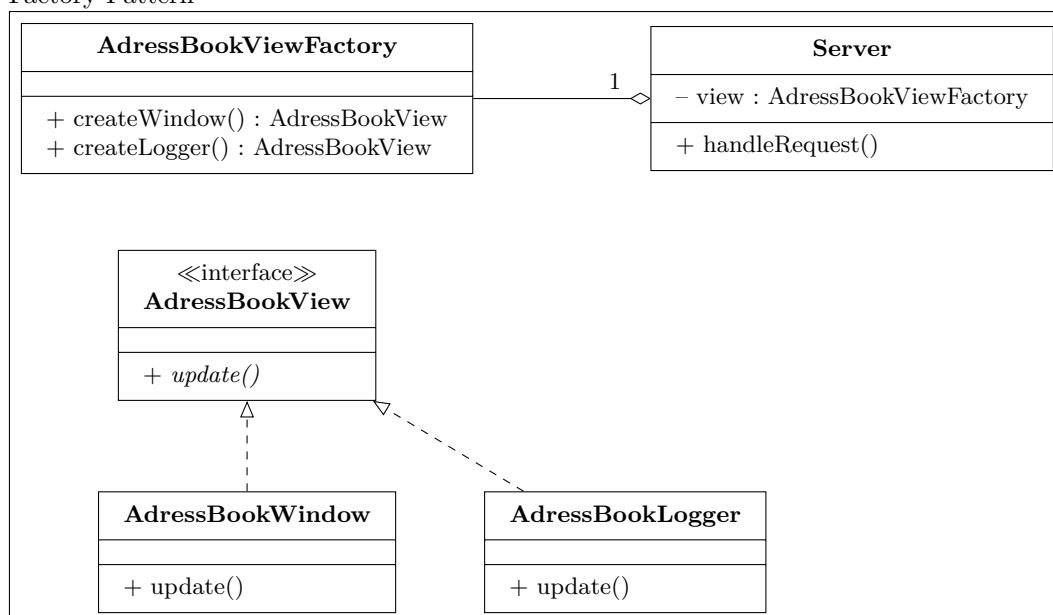 Factory Pattern
AdressBookViewFactory
+ createWindow() : AdressBookView
+ createLogger() : AdressBookView
1
Server
– view : AdressBookViewFactory
+ handleRequest()
≪interface≫
AdressBookView
+ update()
AdressBookWindow
+ update()
AdressBookLogger
+ update()